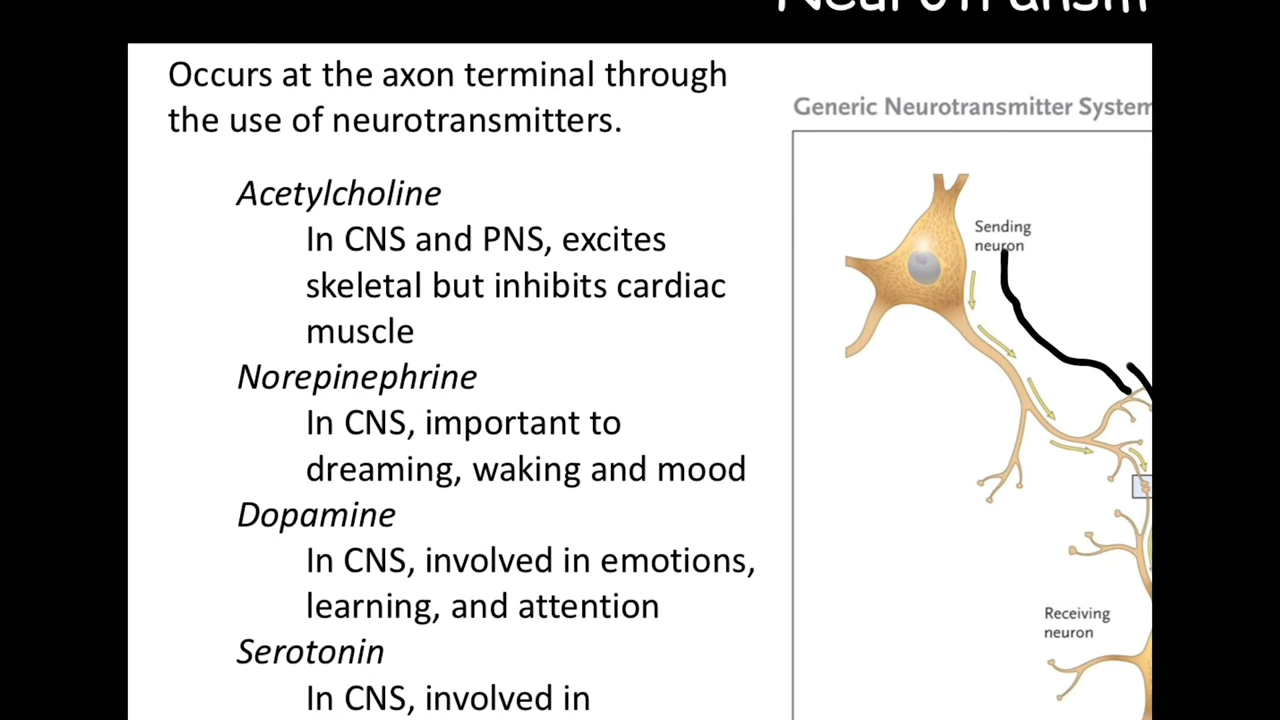 Occurs at the axon terminal through
the use of neurotransmitters.
Acetylcholine
In CNS and PNS, excites
skeletal but inhibits cardiac
muscle
Norepinephrine
In CNS, important to
dreaming, waking and mood
Dopamine
In CNS, involved in emotions,
learning, and attention
Serotonin
In CNS, involved in
Generic Neurotransmitter System
Sending
neuron
Receiving
neuron